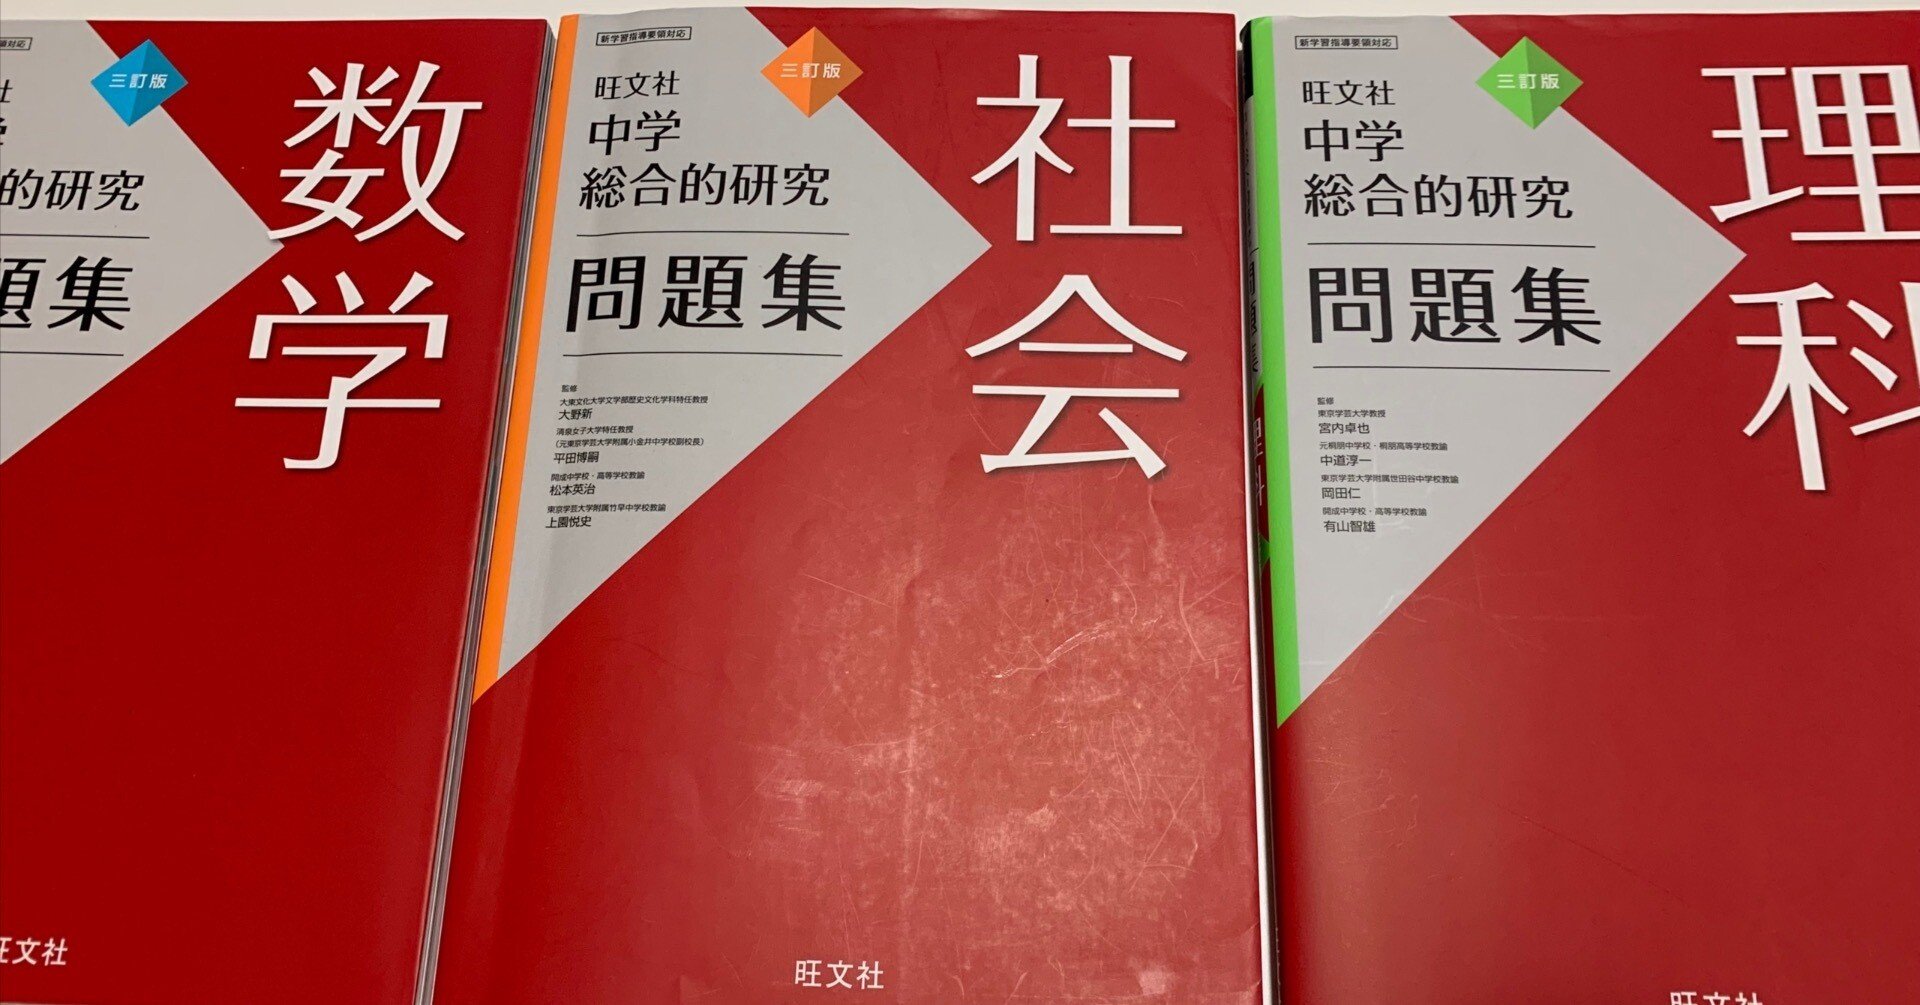 三訂版
数学
的研究
題集
旺文社
新学習指導要領対応
三訂版
旺文社
中学
総合的研究
問題集
社会
監修
大東文化大学文学部歴史文化学科特任教授
大野新
清泉女子大学特任教授
(元東京学芸大学附属小金井中学校副校長)
平田博嗣
開成中学校・高等学校教諭
松本英治
東京学芸大学附属竹早中学校教諭
上園悦史
旺文社
新学習指導要領対応
三訂版
旺文社
中学
総合的研究
問題集
理科
監修
東京学芸大学教授
宮内卓也
元桐朋中学校・桐朋高等学校教諭
中道淳一
東京学芸大学附属世田谷中学校教諭
岡田仁
開成中学校・高等学校教諭
有山智雄
旺文社